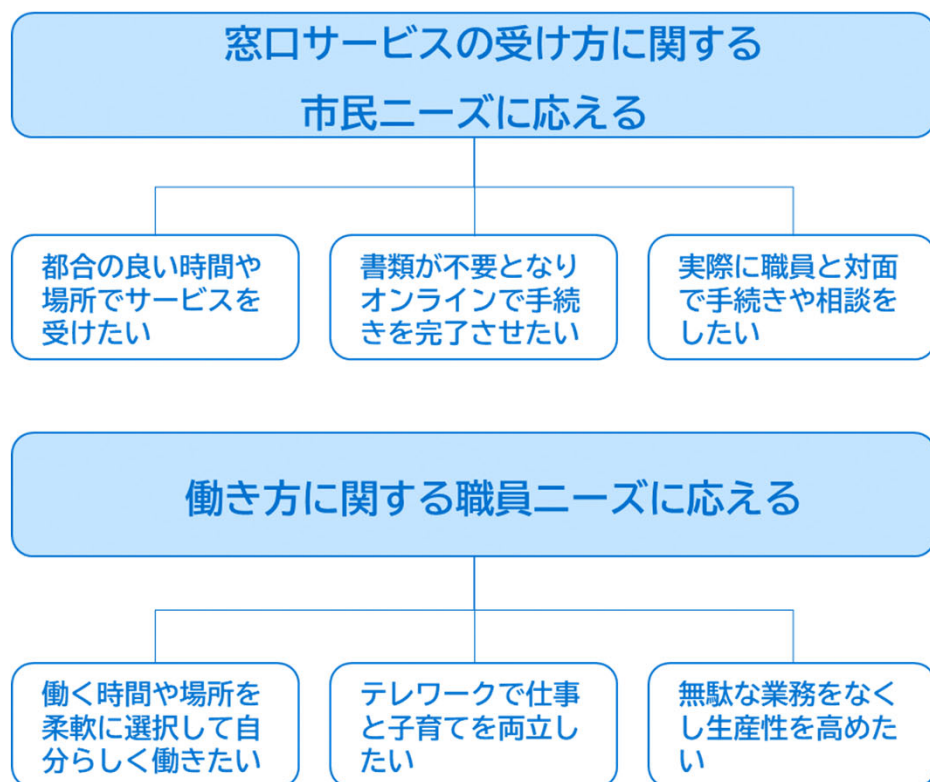 窓口サービスの受け方に関する
市民ニーズに応える
都合の良い時間や
場所でサービスを
受けたい
書類が不要となり
オンラインで手続
きを完了させたい
実際に職員と対面
で手続きや相談を
したい
働き方に関する職員ニーズに応える
働く時間や場所を
柔軟に選択して自
分らしく働きたい
テレワークで仕事
と子育てを両立し
たい
無駄な業務をなく
し生産性を高めた
い